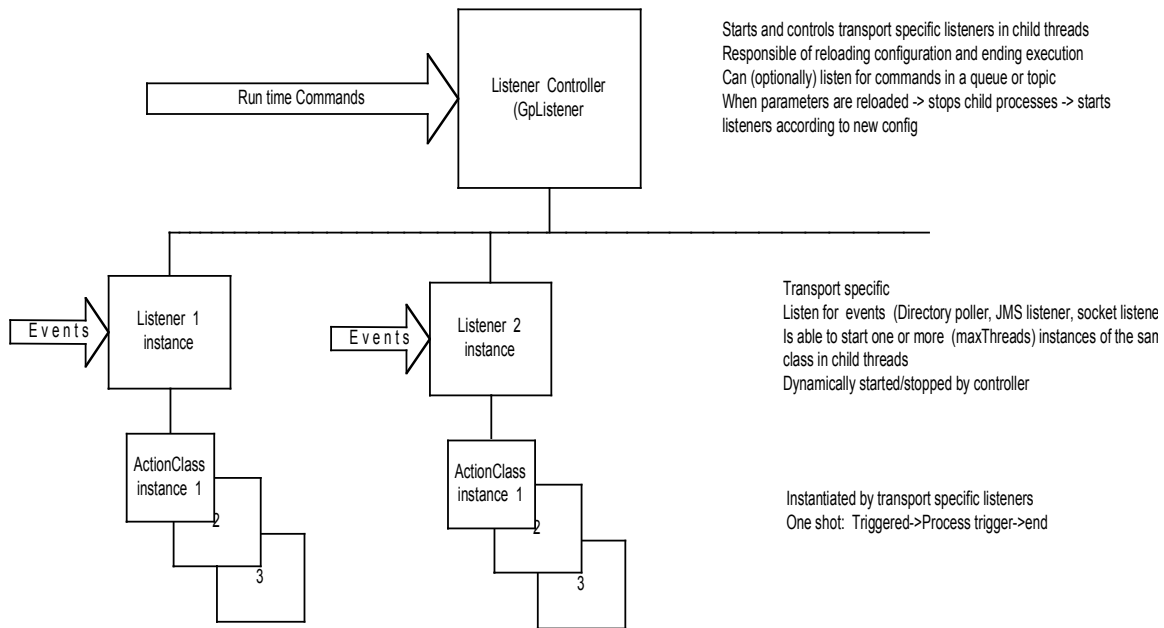 Starts and controls transport specific listeners in child threads
Responsible of reloading configuration and ending execution
Can (optionally) listen for commands in a queue or topic
When parameters are reloaded -> stops child processes -> starts
listeners according to new config
Run time Commands
Listener Controller
(GpListener
Events
Listener 1
instance
Events
Listener 2
instance
Transport specific
Listen for events (Directory poller, JMS listener, socket listene
Is able to start one or more (maxThreads) instances of the san
class in child threads
Dynamically started/stopped by controller
ActionClass
instance 1
2
3
ActionClass
instance 1
2
3
Instantiated by transport specific listeners
One shot: Triggered->Process trigger->end